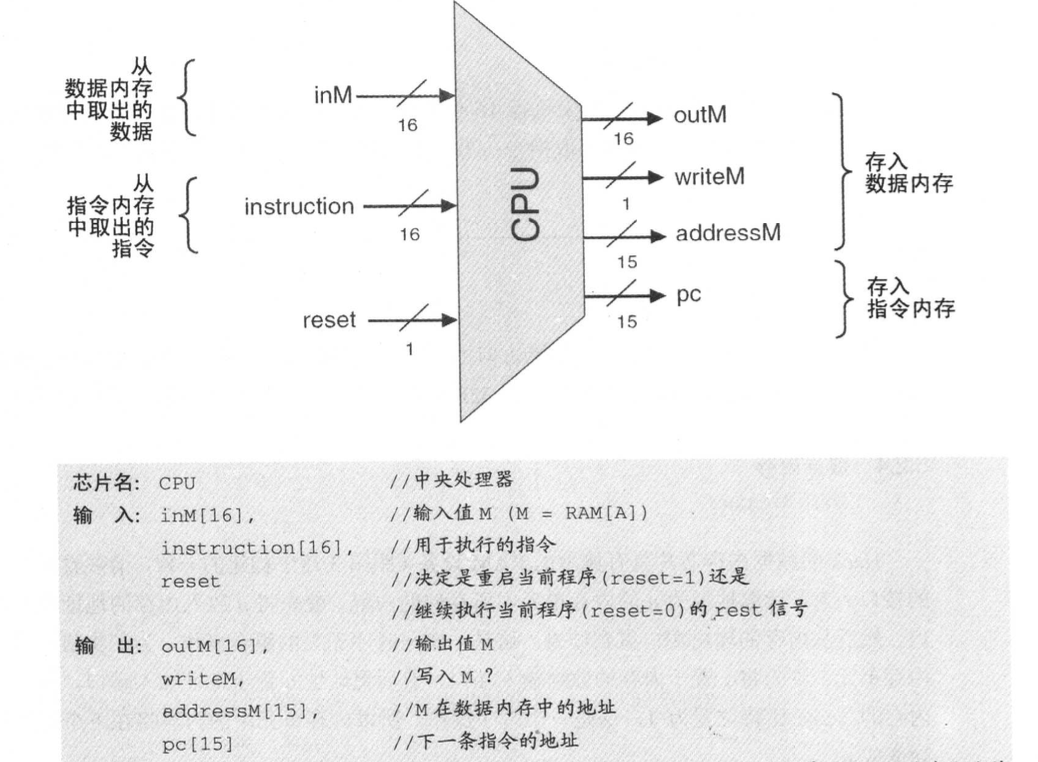 从
数据内存
中取出的
数据
inM
16
从
指令内存
中取出的
指令
instruction
16
reset
1
CPU
outM
16
writeM
1
addressM
15
pc
15
存入
数据内存
存入
指令内存
芯片名: CPU //中央处理器
输 入: inM[16], //输入值 M (M = RAM[A])
instruction[16], //用于执行的指令
reset //决定是重启当前程序(reset=1)还是
//继续执行当前程序(reset=0)的 rest 信号
输 出: outM[16], //输出值 M
writeM, //写入 M ?
addressM[15], //M 在数据内存中的地址
pc[15] //下一条指令的地址